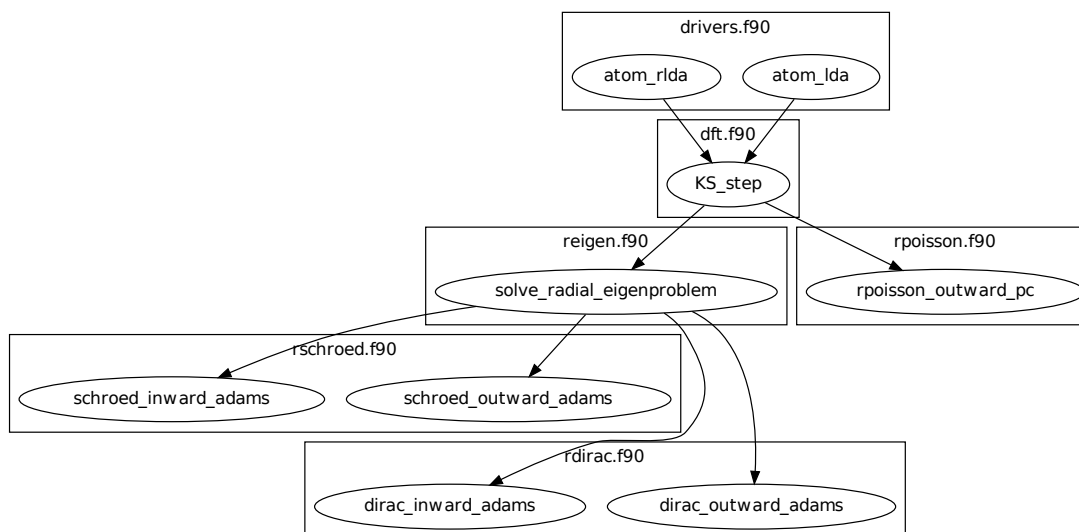 drivers.f90
atom_rlda
atom_lda
dft.f90
KS_step
reigen.f90
rpoisson.f90
solve_radial_eigenproblem
rpoisson_outward_pc
rschroed.f90
schroed_inward_adams
schroed_outward_adams
rdirac.f90
dirac_inward_adams
dirac_outward_adams